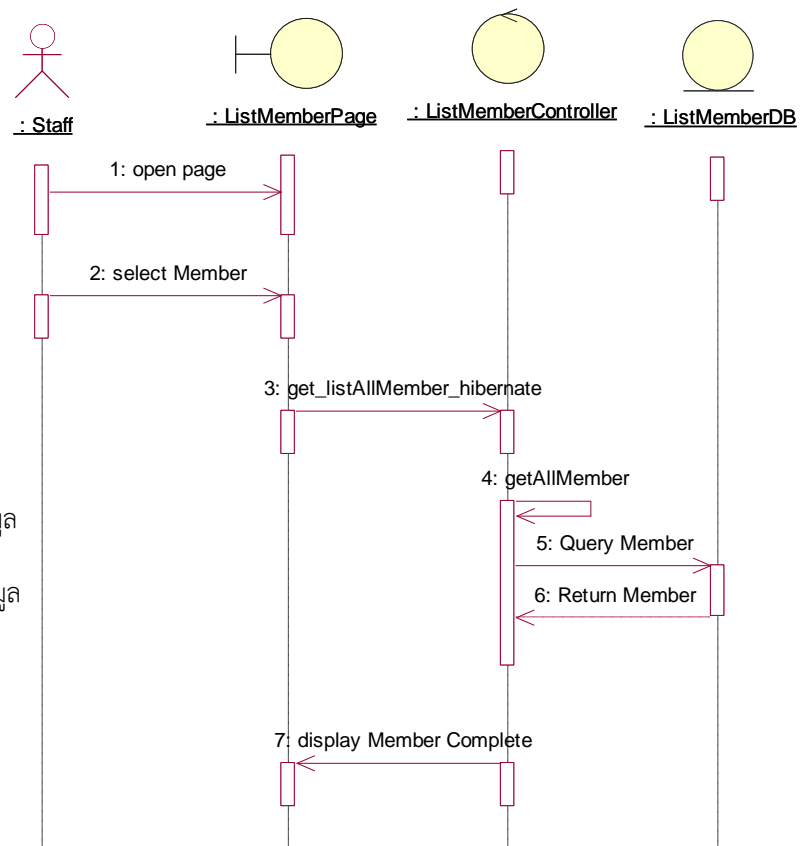 : Staff
: ListMemberPage
: ListMemberController
: ListMemberDB
1: open page
2: select Member
3: get_listAllMember_hibernate
4: getAllMember
5: Query Member
6: Return Member
7: display Member Complete